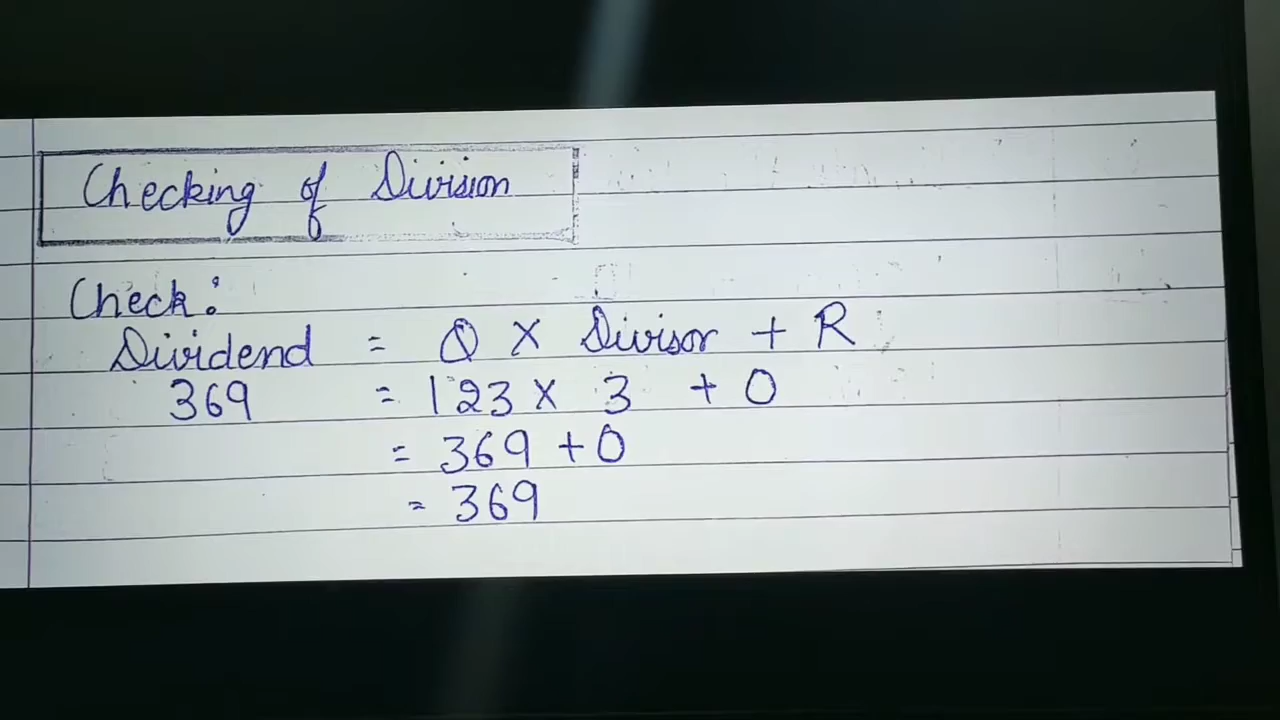 Checking of Division
Check:
Dividend = Q X Divisor + R
369 = 123 X 3 + 0
= 369 + 0
= 369